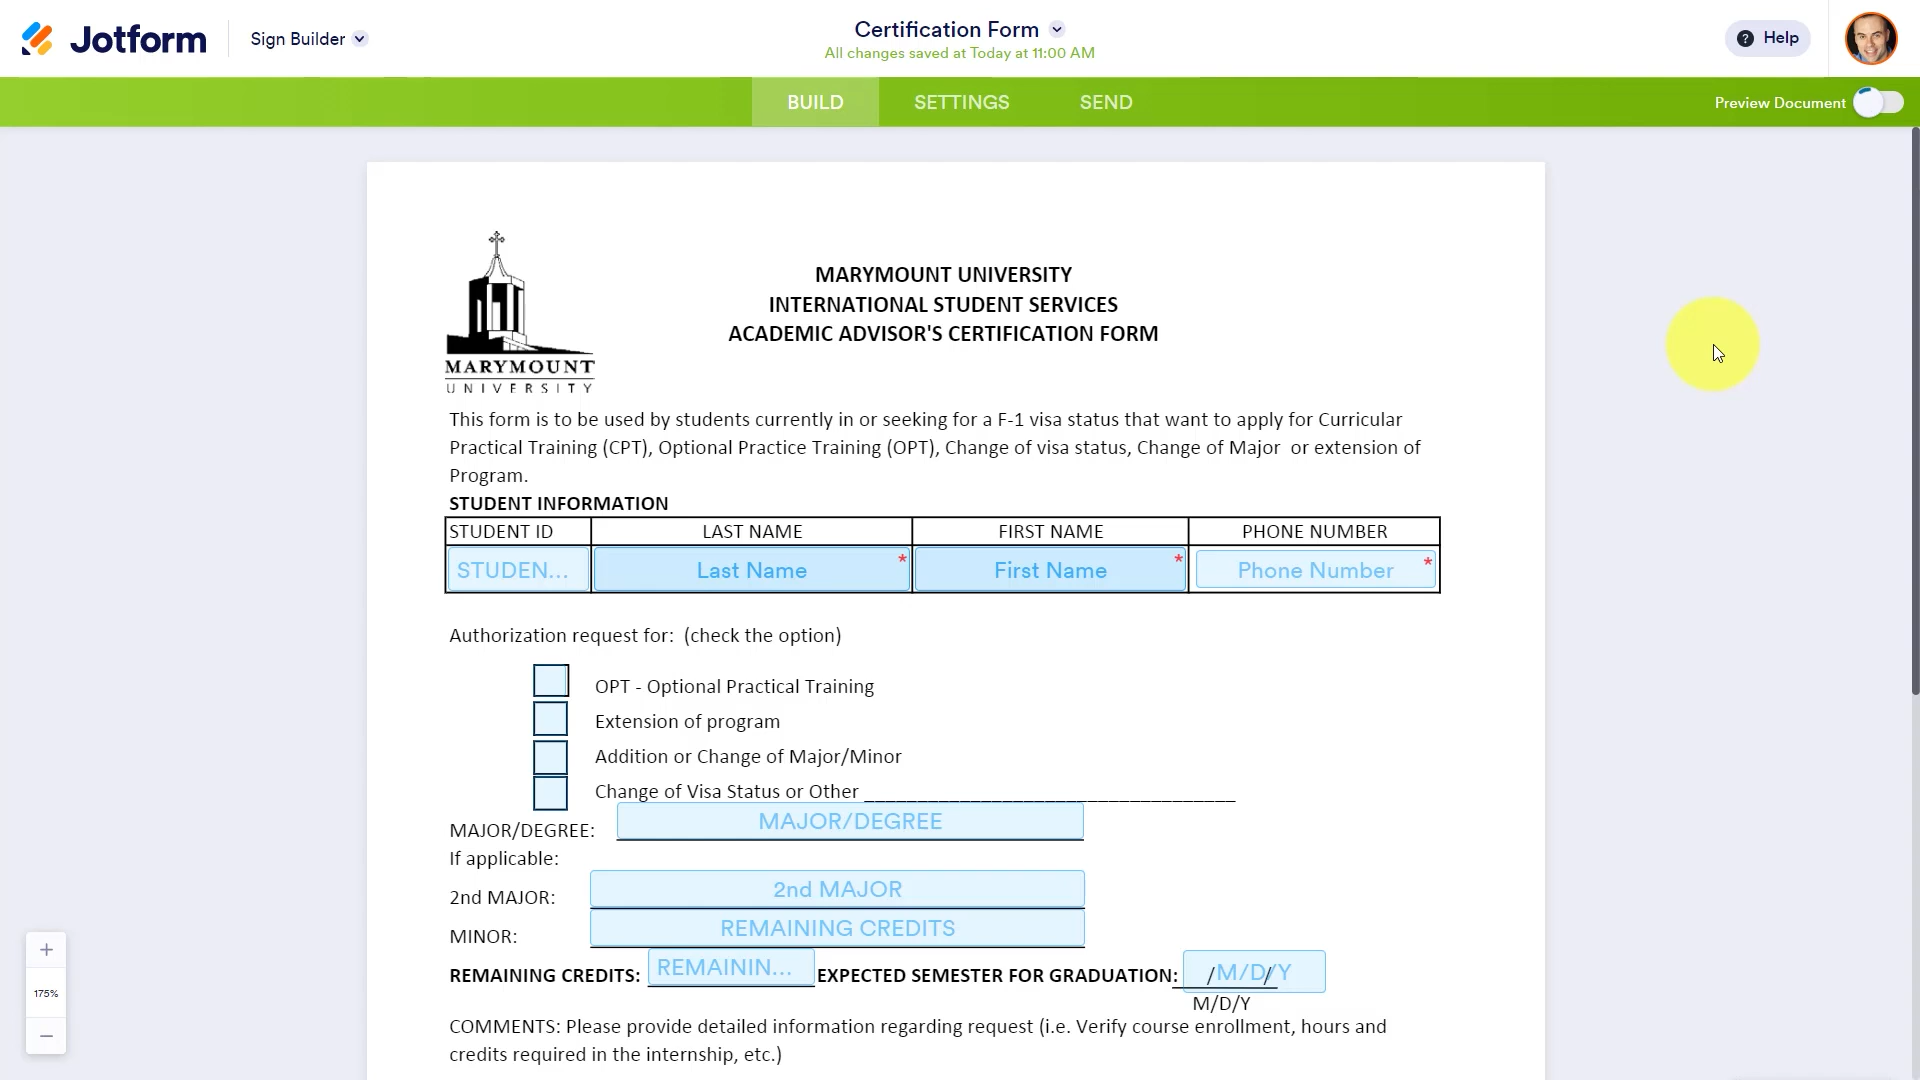 Jotform
Sign Builder
Certification Form
All changes saved at Today at 11:00 AM
? Help
BUILD
SETTINGS
SEND
Preview Document
MARYMOUNT UNIVERSITY
INTERNATIONAL STUDENT SERVICES
ACADEMIC ADVISOR'S CERTIFICATION FORM
MARYMOUNT
UNIVERSITY
This form is to be used by students currently in or seeking for a F-1 visa status that want to apply for Curricular
Practical Training (CPT), Optional Practice Training (OPT), Change of visa status, Change of Major or extension of
Program.
STUDENT INFORMATION
STUDENT ID LAST NAME FIRST NAME PHONE NUMBER
STUDEN... Last Name * First Name * Phone Number *
Authorization request for: (check the option)
OPT - Optional Practical Training
Extension of program
Addition or Change of Major/Minor
Change of Visa Status or Other ___________________________________
MAJOR/DEGREE: MAJOR/DEGREE
If applicable:
2nd MAJOR: 2nd MAJOR
MINOR: REMAINING CREDITS
REMAINING CREDITS: REMAININ... EXPECTED SEMESTER FOR GRADUATION: / M/D/Y /
M/D/Y
COMMENTS: Please provide detailed information regarding request (i.e. Verify course enrollment, hours and
credits required in the internship, etc.)
+
175%
−